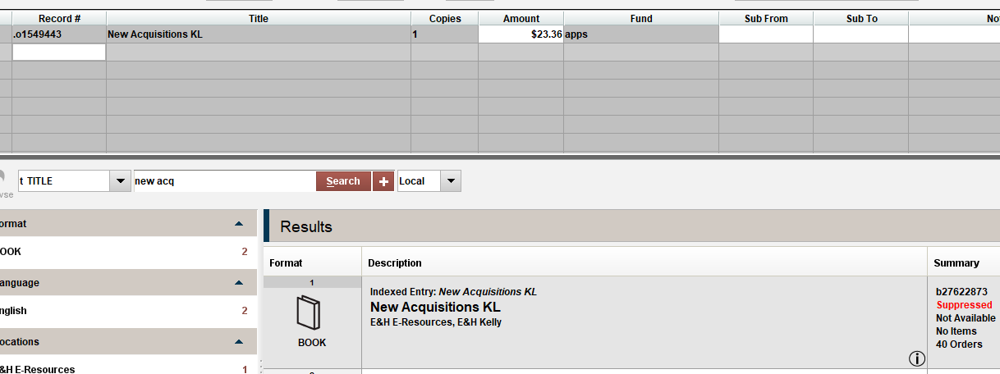 Record # Title Copies Amount Fund Sub From Sub To No
.o1549443 New Acquisitions KL 1 $23.36 apps
t TITLE new acq Search + Local
wse
ormat
Results
OOK 2
Format Description Summary
anguage
1
nglish 2
Indexed Entry: New Acquisitions KL
New Acquisitions KL
E&H E-Resources, E&H Kelly
BOOK
b27622873
Suppressed
Not Available
No Items
40 Orders
ocations
&H E-Resources 1